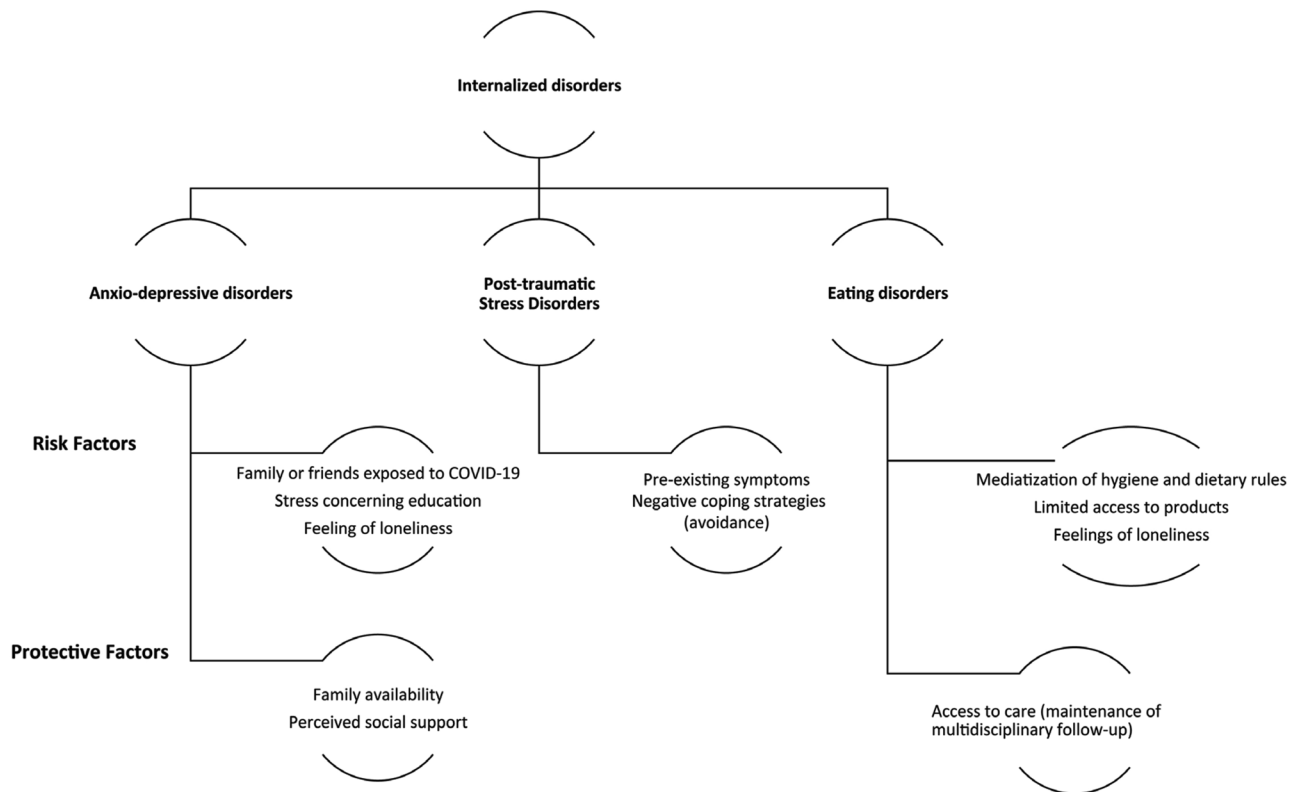 Internalized disorders
Anxio-depressive disorders
Post-traumatic
Stress Disorders
Eating disorders
Risk Factors
Family or friends exposed to COVID-19
Stress concerning education
Feeling of loneliness
Pre-existing symptoms
Negative coping strategies
(avoidance)
Mediatization of hygiene and dietary rules
Limited access to products
Feelings of loneliness
Protective Factors
Family availability
Perceived social support
Access to care (maintenance of
multidisciplinary follow-up)